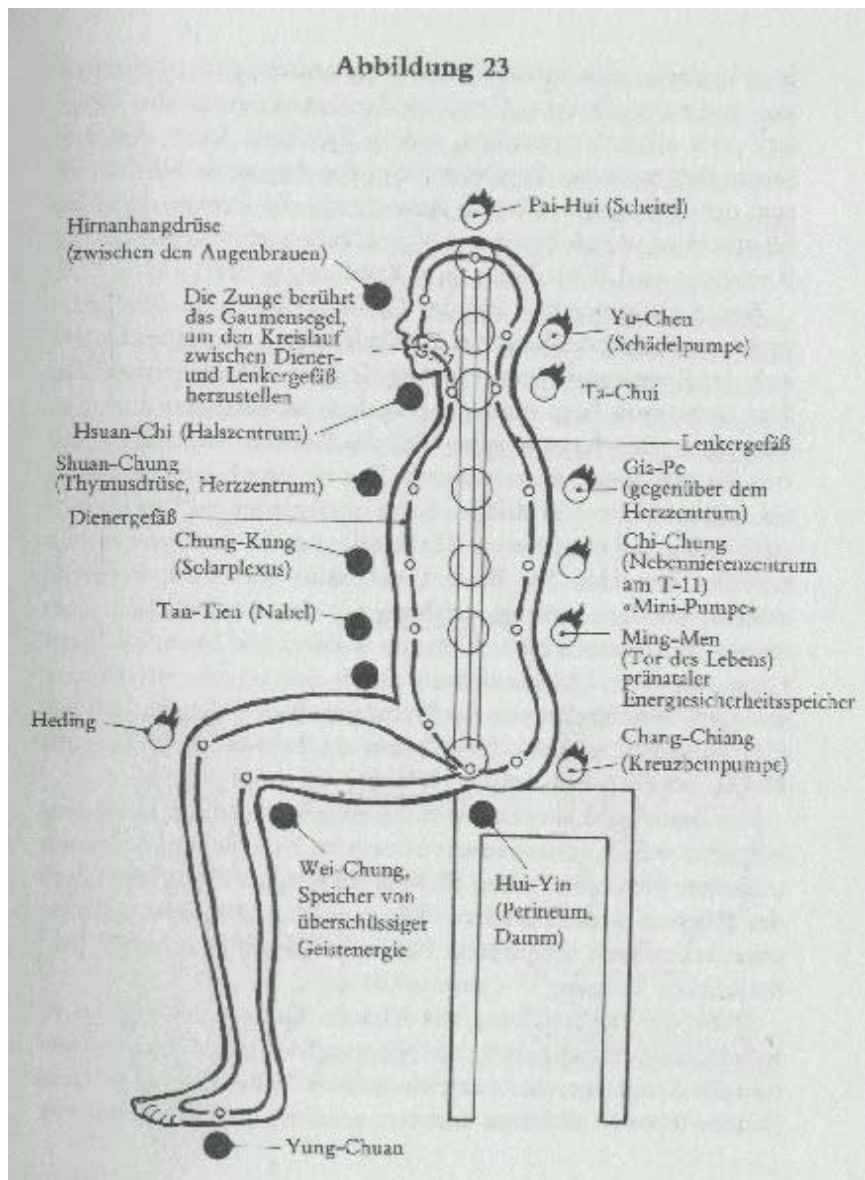 Abbildung 23
Pai-Hui (Scheitel)
Hirnanhangdrüse
(zwischen den Augenbrauen)
Die Zunge berührt
das Gaumensegel,
um den Kreislauf
zwischen Diener-
und Lenkergefäß
herzustellen
Yu-Chen
(Schädelpumpe)
Ta-Chui
Hsuan-Chi (Halszentrum)
Lenkergefäß
Shuan-Chung
(Thymusdrüse, Herzzentrum)
Gia-Pe
(gegenüber dem
Herzzentrum)
Dienergefäß
Chung-Kung
(Solarplexus)
Chi-Chung
(Nebennierenzentrum
am T-11)
«Mini-Pumpe»
Tan-Tien (Nabel)
Ming-Men
(Tor des Lebens)
pränataler
Energiesicherheitsspeicher
Heding
Chang-Chiang
(Kreuzbeinpumpe)
Wei-Chung,
Speicher von
überschüssiger
Geistenergie
Hui-Yin
(Perineum,
Damm)
Yung-Chuan